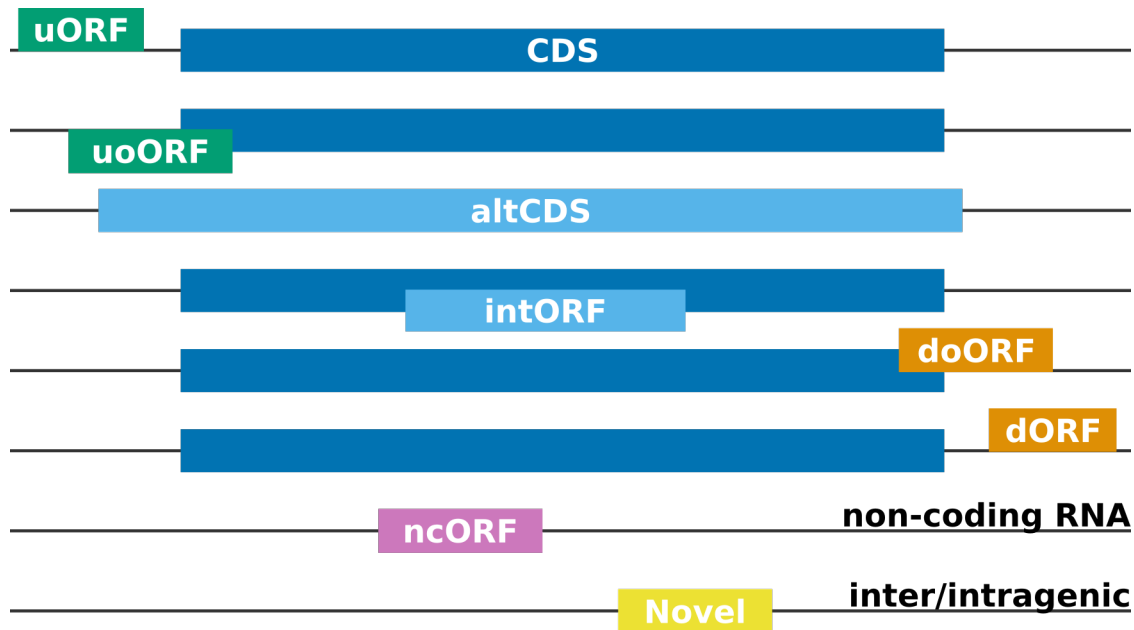 uORF
CDS
uoORF
altCDS
intORF
doORF
dORF
ncORF
non-coding RNA
Novel
inter/intragenic